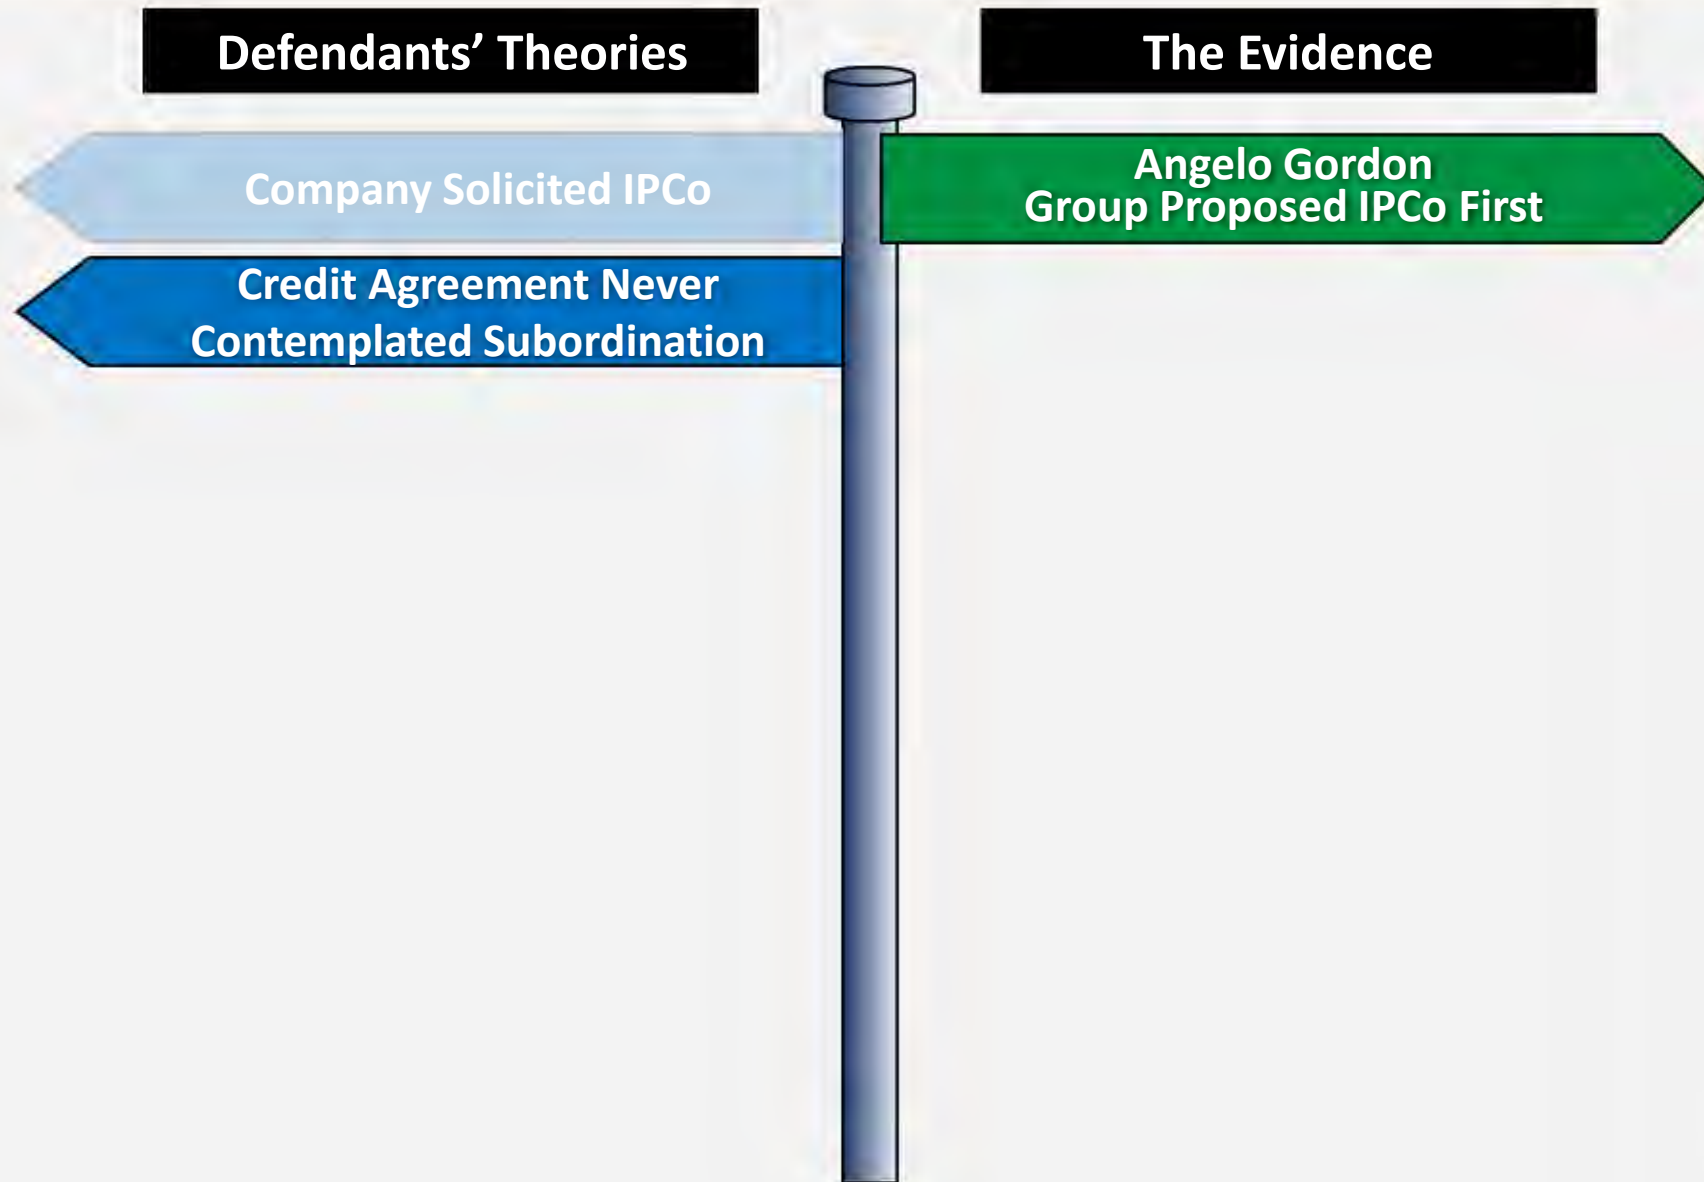 Defendants’ Theories
The Evidence
Company Solicited IPCo
Angelo Gordon
Group Proposed IPCo First
Credit Agreement Never
Contemplated Subordination